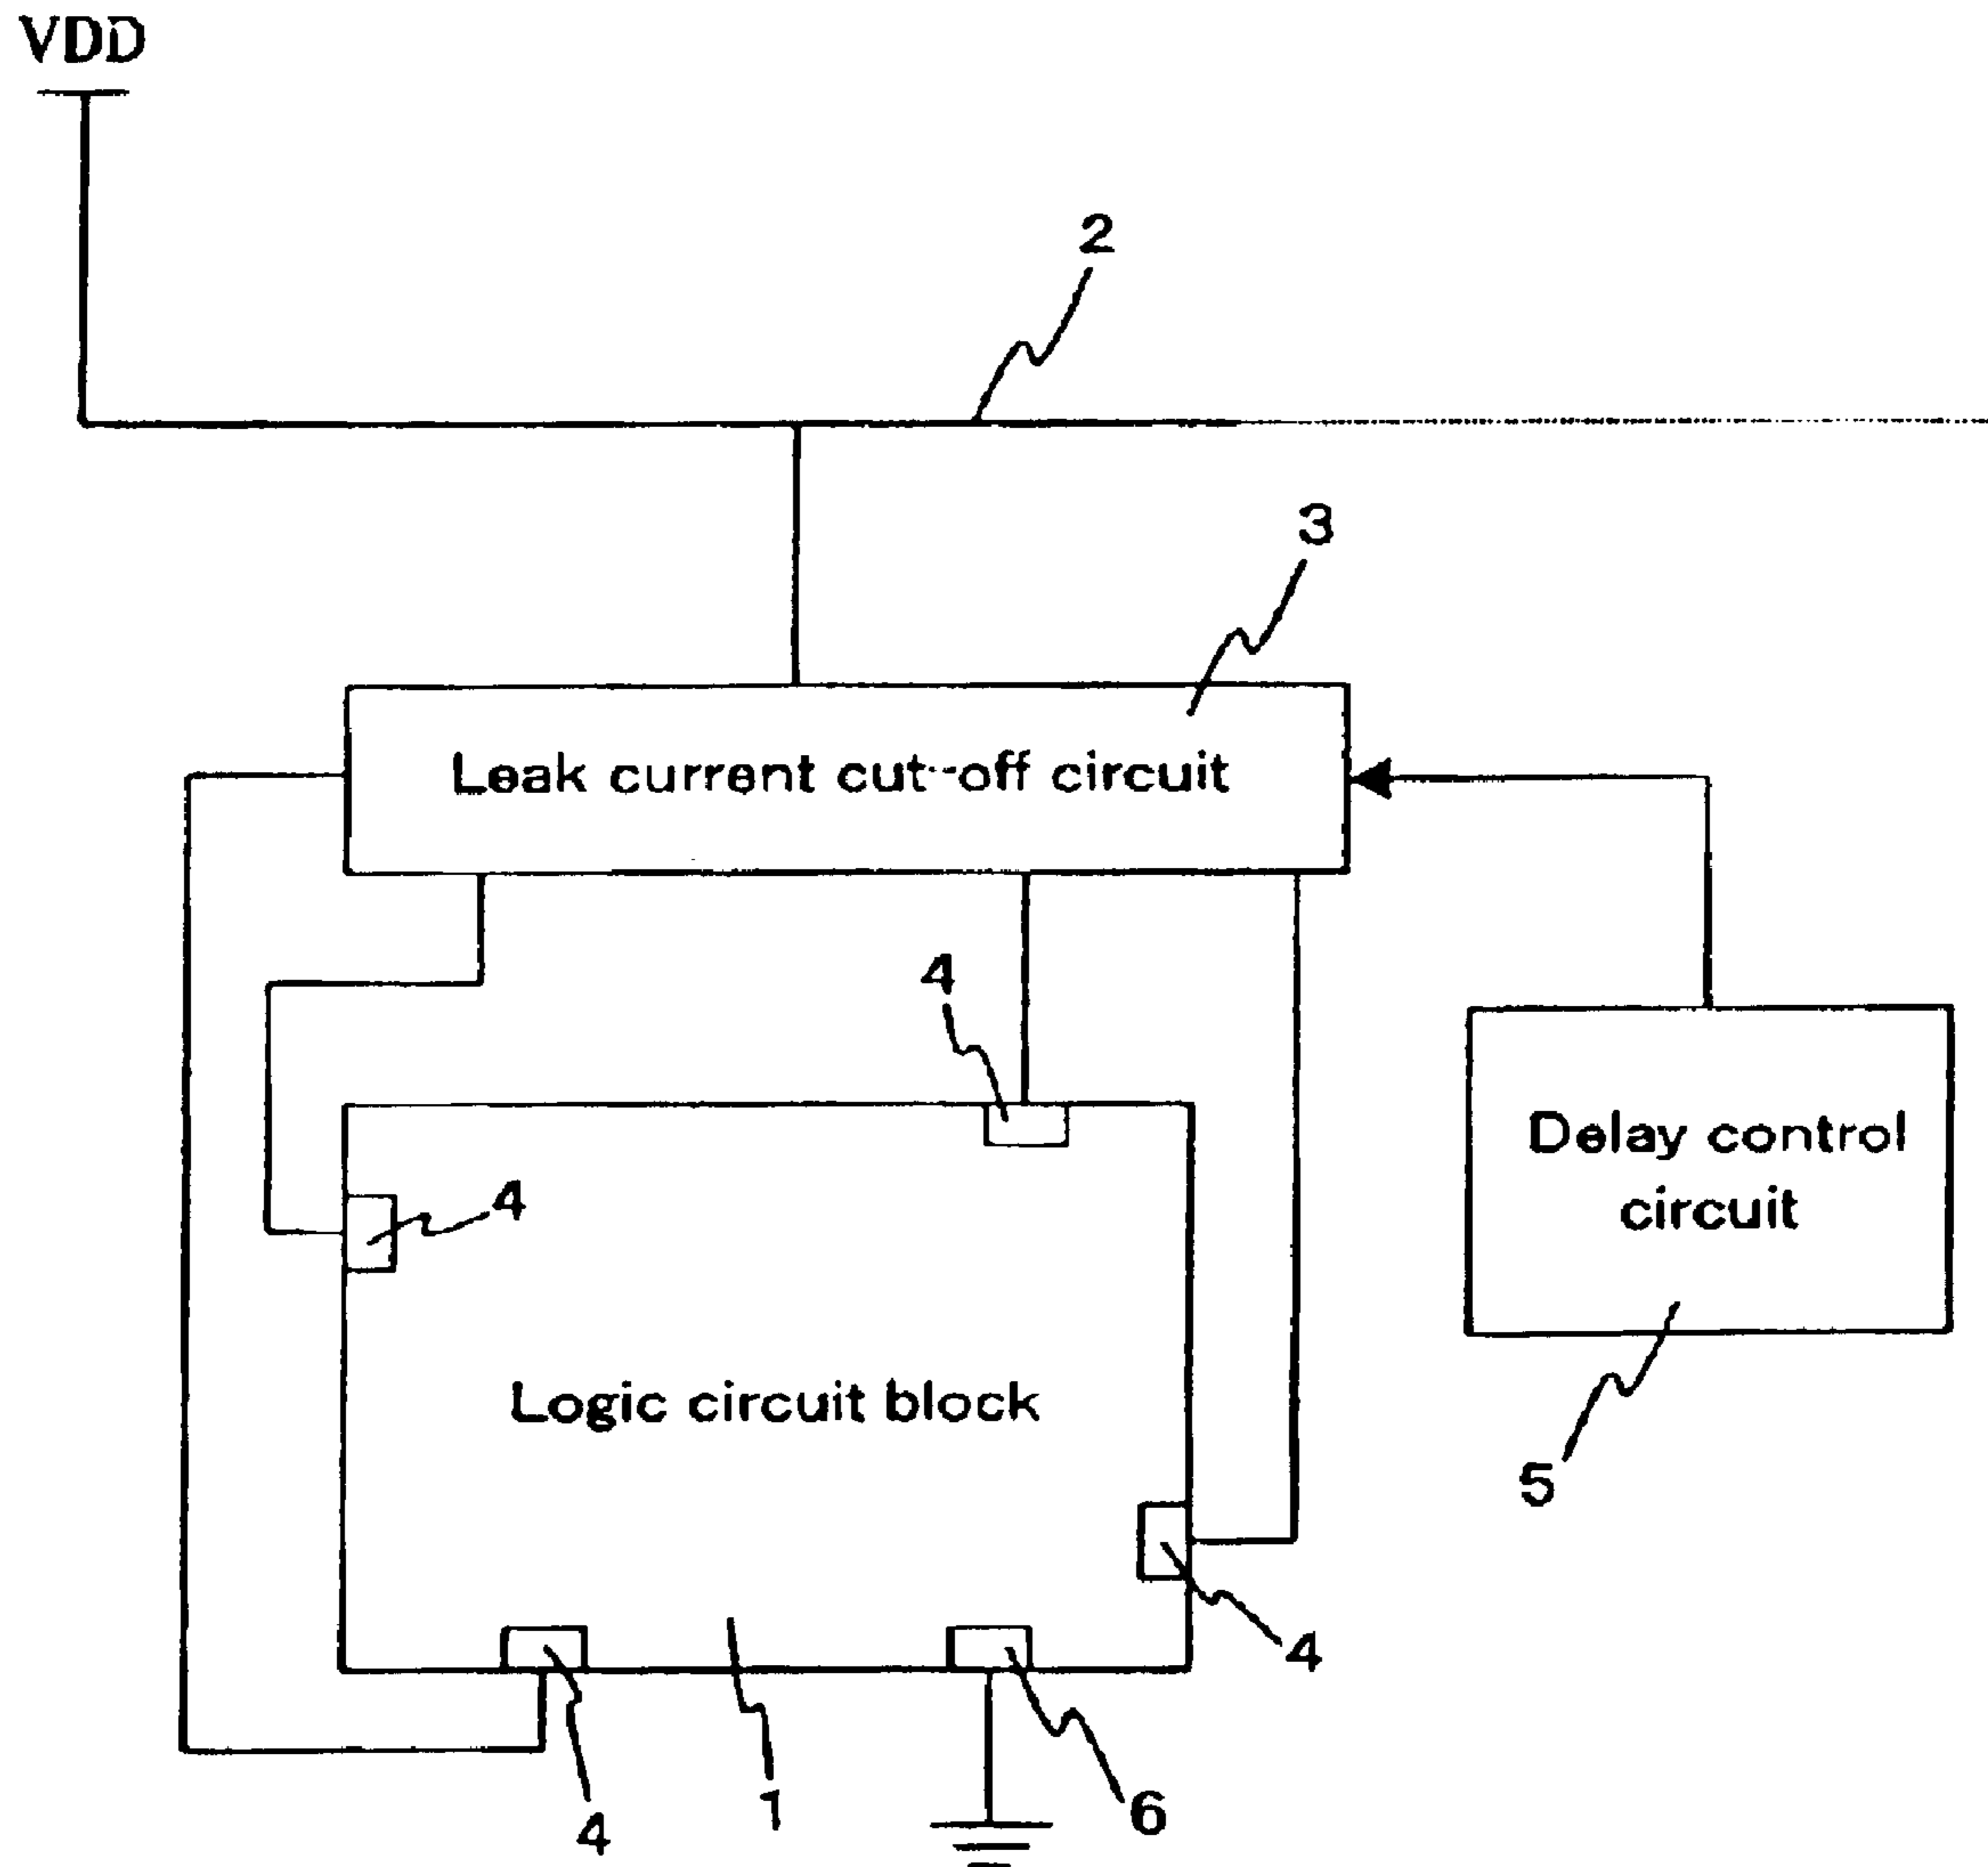 VDD
2
3
Leak current cut-off circuit
4
4
Delay control
circuit
Logic circuit block
5
4
4
1
6